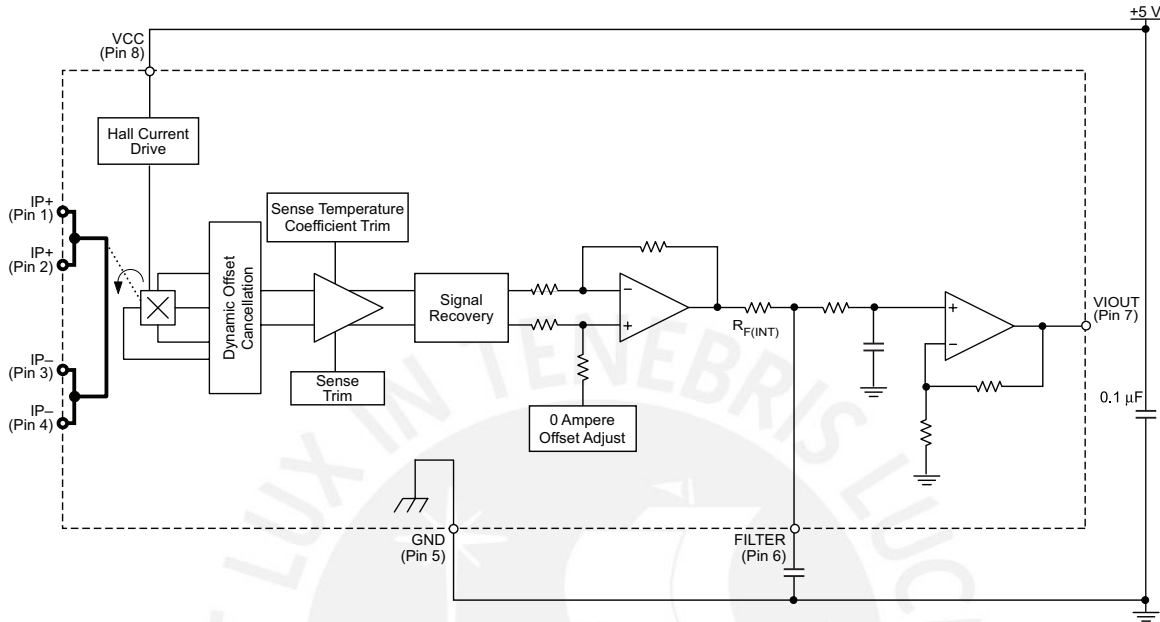 +5 V
VCC
(Pin 8)
Hall Current
Drive
IP+
(Pin 1)
IP+
(Pin 2)
IP–
(Pin 3)
IP–
(Pin 4)
Dynamic Offset
Cancellation
Sense Temperature
Coefficient Trim
Sense
Trim
Signal
Recovery
0 Ampere
Offset Adjust
−
+
RF(INT)
+
−
VIOUT
(Pin 7)
0.1 µF
GND
(Pin 5)
FILTER
(Pin 6)
LUX IN TENEBRIS